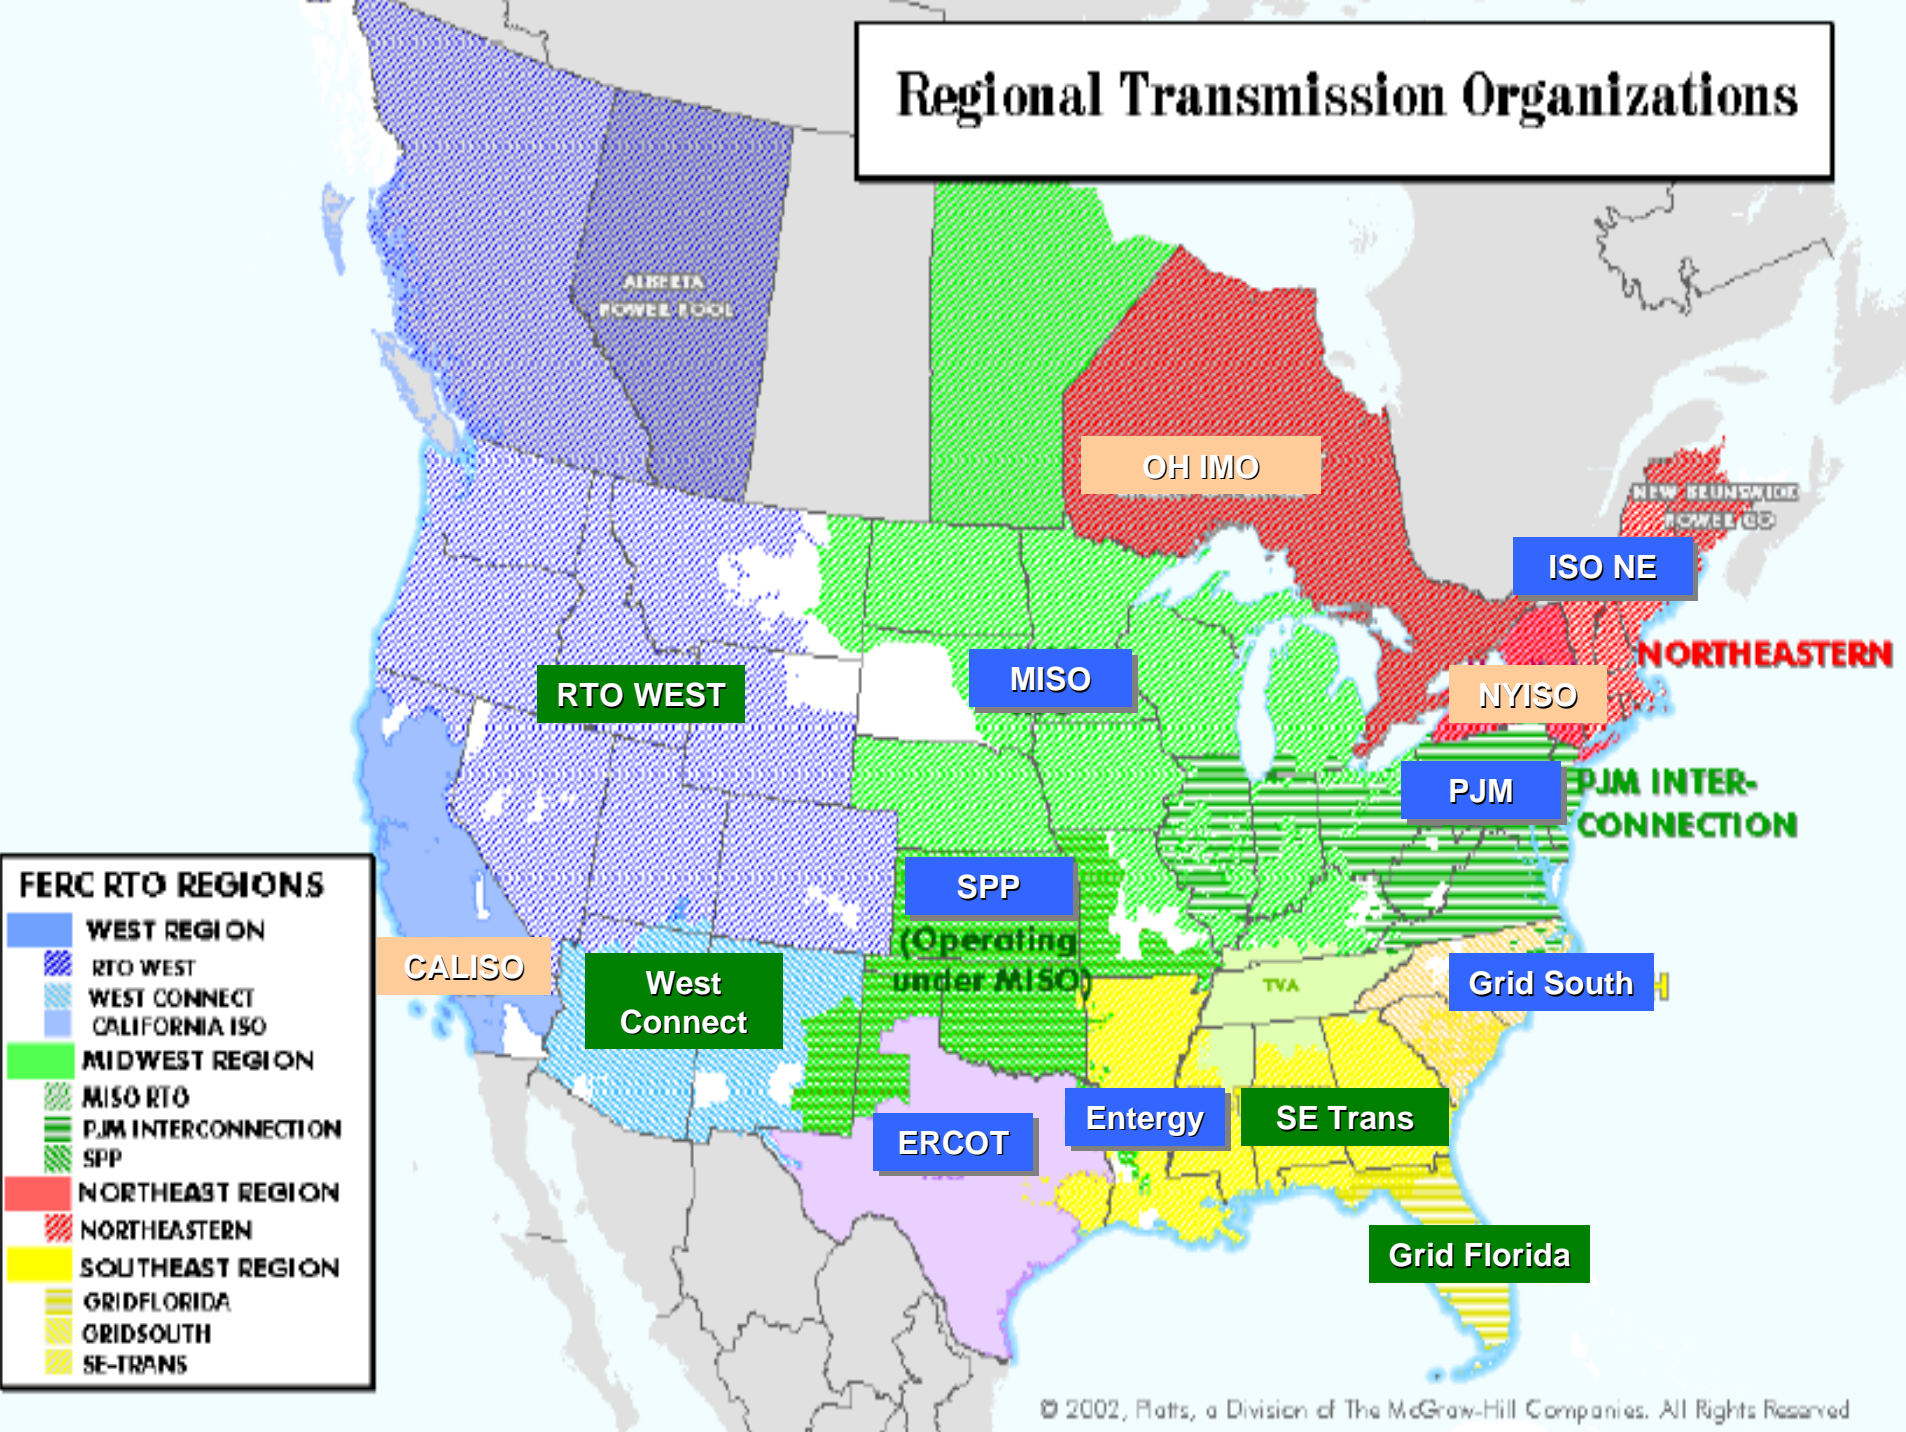 Regional Transmission Organizations
ALBERTA
POWER POOL
OH IMO
NEW BRUNSWICK
POWER CO
ISO NE
NORTHEASTERN
MISO
RTO WEST
NYISO
PJM
PJM INTER-
CONNECTION
SPP
(Operating
under MISO)
CALISO
West
Connect
TVA
Grid South
H
Entergy
SE Trans
ERCOT
Grid Florida
FERC RTO REGIONS
WEST REGION
RTO WEST
WEST CONNECT
CALIFORNIA ISO
MIDWEST REGION
MISO RTO
PJM INTERCONNECTION
SPP
NORTHEAST REGION
NORTHEASTERN
SOUTHEAST REGION
GRIDFLORIDA
GRIDSOUTH
SE-TRANS
© 2002, Platts, a Division of The McGraw-Hill Companies. All Rights Reserved